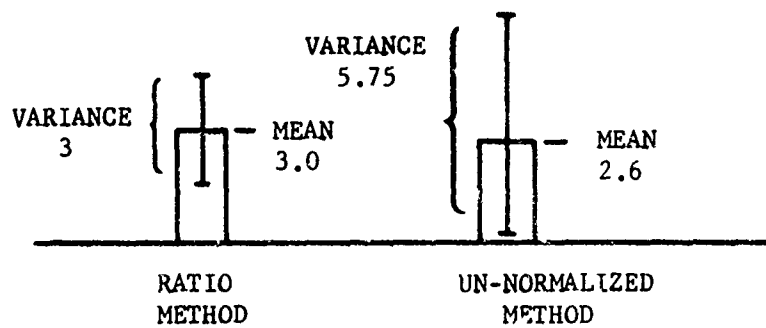 VARIANCE
3
MEAN
3.0
RATIO
METHOD
VARIANCE
5.75
MEAN
2.6
UN-NORMALIZED
METHOD